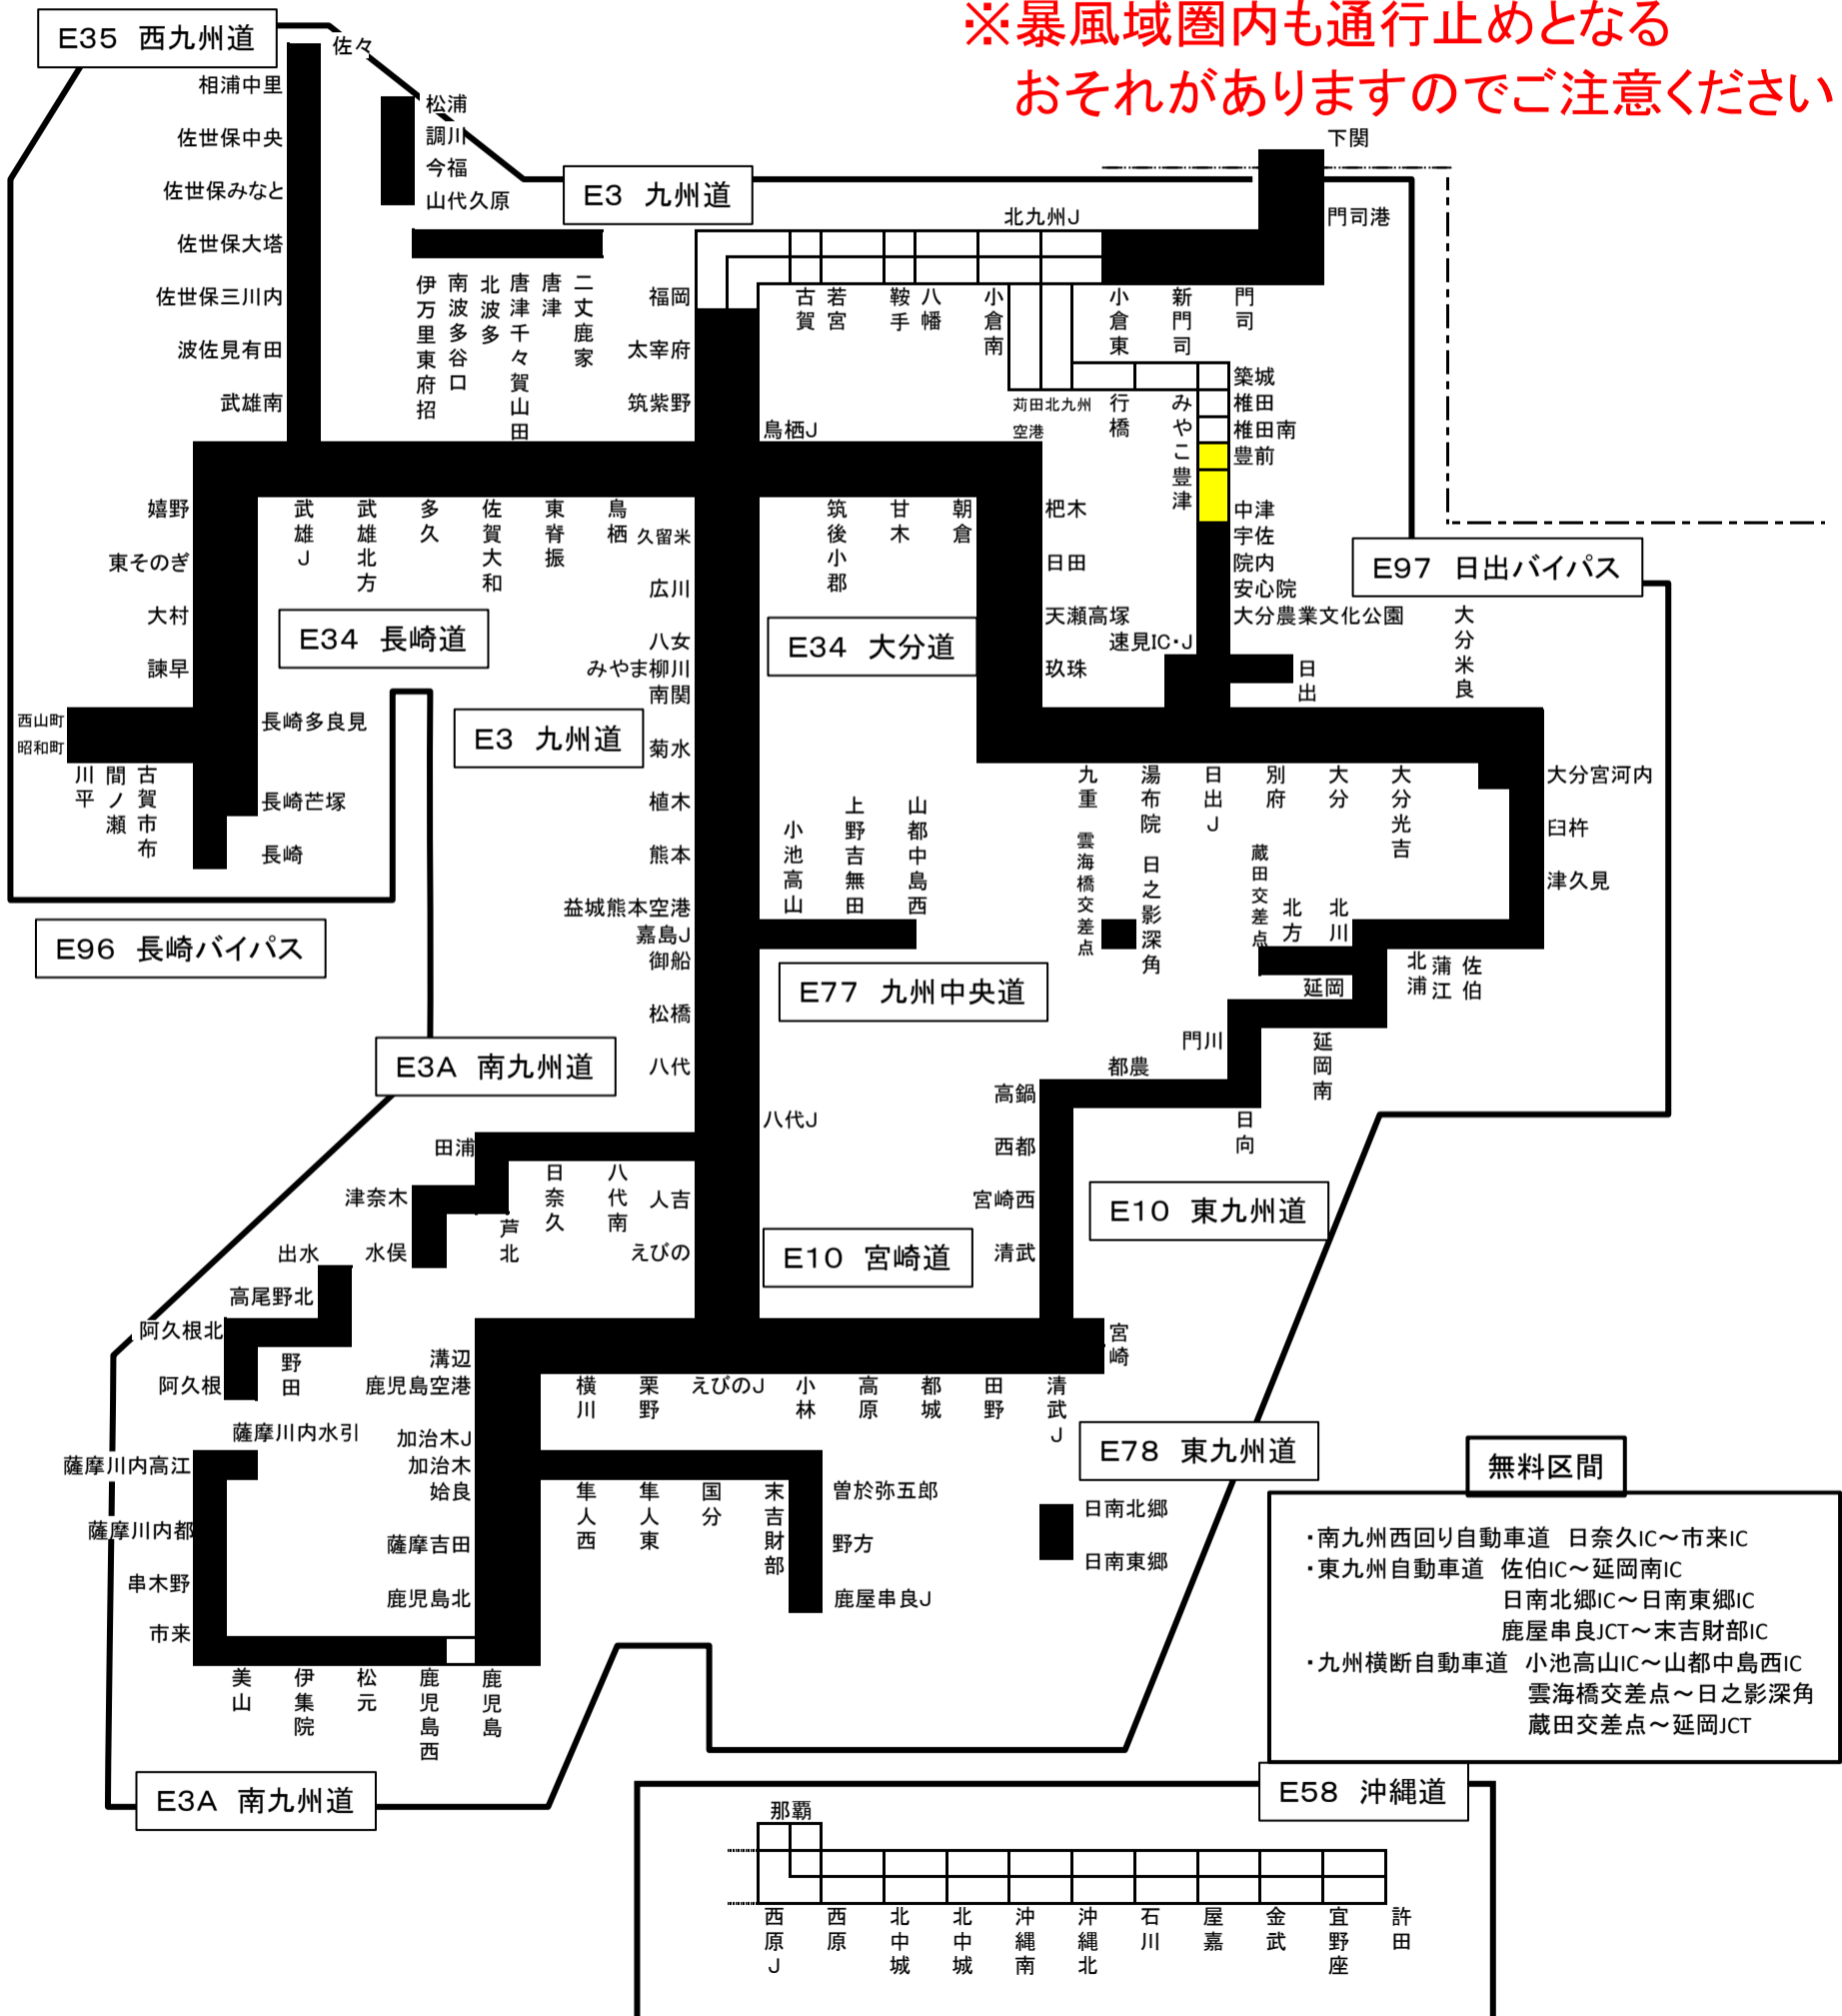 ※暴風域圏内も通行止めとなる
おそれがありますのでご注意ください
E35 西九州道
佐々
相浦中里
佐世保中央
佐世保みなと
佐世保大塔
佐世保三川内
波佐見有田
武雄南
松浦
調川
今福
山代久原
E3 九州道
伊万里東府招
南波多谷口
北波多
唐津千々賀山田
唐津
二丈鹿家
下関
門司港
北九州J
福岡
太宰府
筑紫野
鳥栖J
古賀
若宮
鞍手
八幡
小倉南
小倉東
新門司
門司
苅田北九州
空港
行橋
みやこ豊津
築城
椎田
椎田南
豊前
中津
宇佐
院内
安心院
大分農業文化公園
速見IC・J
日出
E97 日出バイパス
大分米良
嬉野
東そのぎ
大村
諫早
武雄J
武雄北方
多久
佐賀大和
東脊振
鳥栖
久留米
広川
八女
みやま柳川
南関
菊水
植木
熊本
益城熊本空港
嘉島J
御船
松橋
八代
筑後小郡
甘木
朝倉
杷木
日田
天瀬高塚
玖珠
E34 長崎道
E34 大分道
E3 九州道
西山町
昭和町
川平
間ノ瀬
古賀市布
長崎多良見
長崎芒塚
長崎
E96 長崎バイパス
小池高山
上野吉無田
山都中島西
九重
湯布院
日出J
別府
大分
大分光吉
大分宮河内
臼杵
津久見
雲海橋交差点
日之影深角
蔵田交差点
北方
北川
北浦
蒲江
佐伯
延岡
延岡南
門川
都農
日向
E77 九州中央道
E3A 南九州道
八代J
田浦
津奈木
水俣
芦北
日奈久
八代南
人吉
えびの
高鍋
西都
宮崎西
清武
E10 東九州道
E10 宮崎道
出水
高尾野北
阿久根北
野田
阿久根
薩摩川内水引
薩摩川内高江
薩摩川内都
串木野
市来
溝辺
鹿児島空港
加治木J
加治木
姶良
薩摩吉田
鹿児島北
横川
栗野
えびのJ
小林
高原
都城
田野
清武J
宮崎
隼人西
隼人東
国分
末吉財部
曽於弥五郎
野方
鹿屋串良J
E78 東九州道
日南北郷
日南東郷
美山
伊集院
松元
鹿児島西
鹿児島
E3A 南九州道
無料区間
・南九州西回り自動車道 日奈久IC～市来IC
・東九州自動車道 佐伯IC～延岡南IC
日南北郷IC～日南東郷IC
鹿屋串良JCT～末吉財部IC
・九州横断自動車道 小池高山IC～山都中島西IC
雲海橋交差点～日之影深角
蔵田交差点～延岡JCT
E58 沖縄道
那覇
西原J
西原
北中城
北中城
沖縄南
沖縄北
石川
屋嘉
金武
宜野座
許田